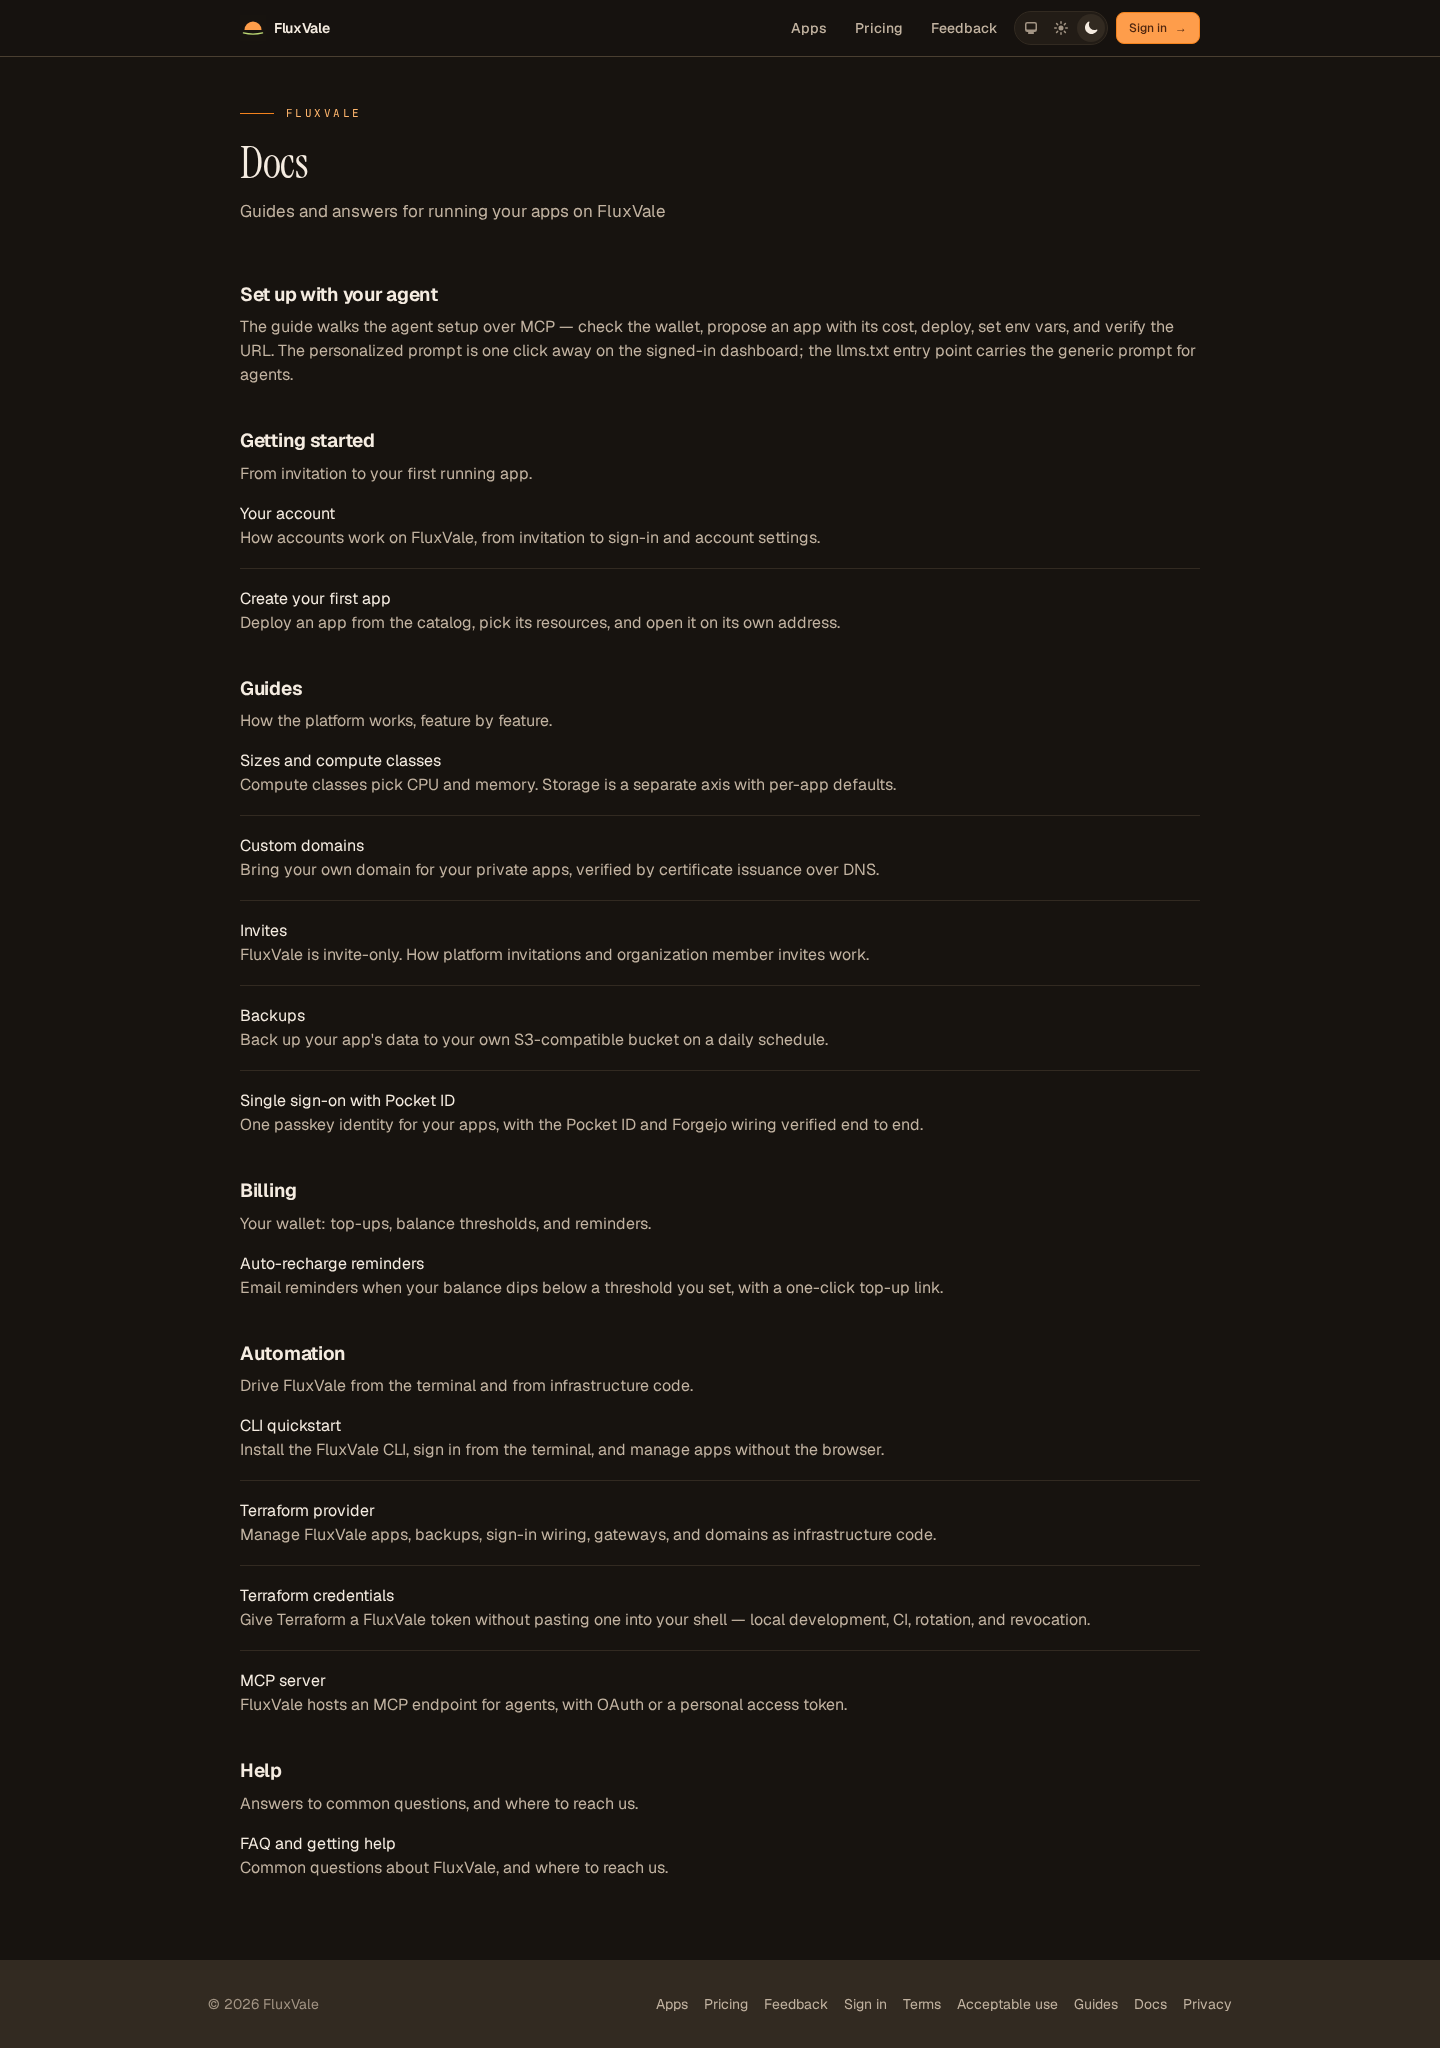 FluxVale
Apps
Pricing
Feedback
Sign in →
FLUXVALE
Docs
Guides and answers for running your apps on FluxVale
Set up with your agent
The guide walks the agent setup over MCP — check the wallet, propose an app with its cost, deploy, set env vars, and verify the
URL. The personalized prompt is one click away on the signed-in dashboard; the llms.txt entry point carries the generic prompt for
agents.
Getting started
From invitation to your first running app.
Your account
How accounts work on FluxVale, from invitation to sign-in and account settings.
Create your first app
Deploy an app from the catalog, pick its resources, and open it on its own address.
Guides
How the platform works, feature by feature.
Sizes and compute classes
Compute classes pick CPU and memory. Storage is a separate axis with per-app defaults.
Custom domains
Bring your own domain for your private apps, verified by certificate issuance over DNS.
Invites
FluxVale is invite-only. How platform invitations and organization member invites work.
Backups
Back up your app's data to your own S3-compatible bucket on a daily schedule.
Single sign-on with Pocket ID
One passkey identity for your apps, with the Pocket ID and Forgejo wiring verified end to end.
Billing
Your wallet: top-ups, balance thresholds, and reminders.
Auto-recharge reminders
Email reminders when your balance dips below a threshold you set, with a one-click top-up link.
Automation
Drive FluxVale from the terminal and from infrastructure code.
CLI quickstart
Install the FluxVale CLI, sign in from the terminal, and manage apps without the browser.
Terraform provider
Manage FluxVale apps, backups, sign-in wiring, gateways, and domains as infrastructure code.
Terraform credentials
Give Terraform a FluxVale token without pasting one into your shell — local development, CI, rotation, and revocation.
MCP server
FluxVale hosts an MCP endpoint for agents, with OAuth or a personal access token.
Help
Answers to common questions, and where to reach us.
FAQ and getting help
Common questions about FluxVale, and where to reach us.
© 2026 FluxVale
Apps
Pricing
Feedback
Sign in
Terms
Acceptable use
Guides
Docs
Privacy